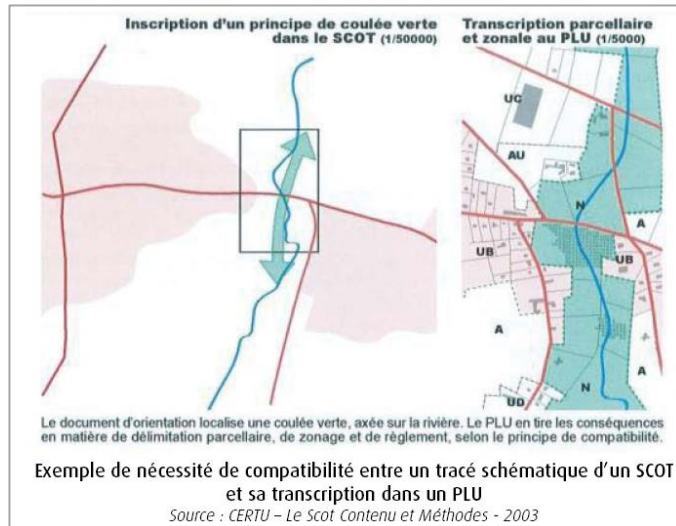 Inscription d'un principe de coulée verte
dans le SCOT (1/50000)
Transcription parcellaire
et zonale au PLU (1/5000)
UC
AU
N
A
UB
UB
A
A
UD
N
Le document d'orientation localise une coulée verte, axée sur la rivière. Le PLU en tire les conséquences
en matière de délimitation parcellaire, de zonage et de règlement, selon le principe de compatibilité.
Exemple de nécessité de compatibilité entre un tracé schématique d'un SCOT
et sa transcription dans un PLU
Source : CERTU – Le Scot Contenu et Méthodes - 2003